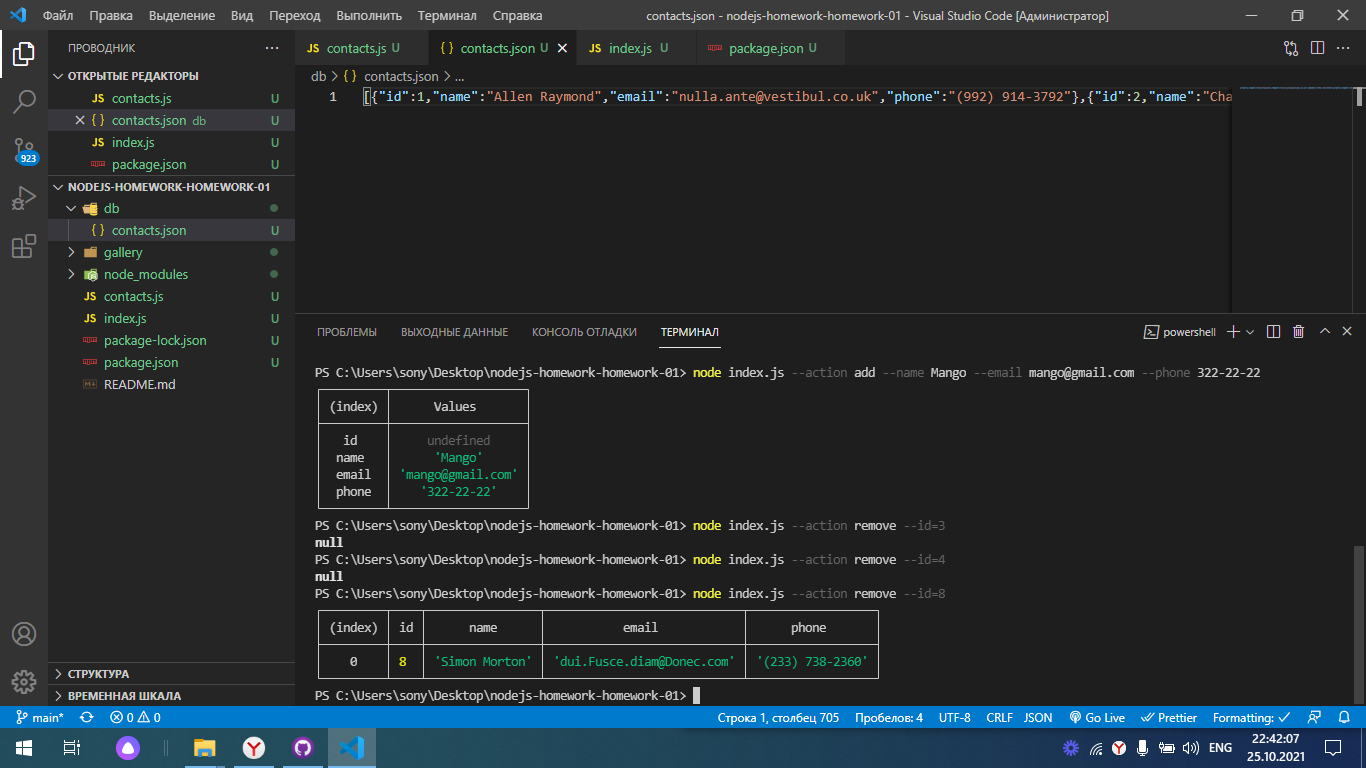 Файл Правка Выделение Вид Переход Выполнить Терминал Справка contacts.json - nodejs-homework-homework-01 - Visual Studio Code [Администратор]
ПРОВОДНИК
ОТКРЫТЫЕ РЕДАКТОРЫ
JS contacts.js U
{ } contacts.json db U
JS index.js U
package.json U
NODEJS-HOMEWORK-HOMEWORK-01
db
{ } contacts.json U
gallery
node_modules
JS contacts.js U
JS index.js U
package-lock.json U
package.json U
README.md
СТРУКТУРА
ВРЕМЕННАЯ ШКАЛА
923
JS contacts.js U { } contacts.json U JS index.js U package.json U
db > { } contacts.json > ...
1 [{"id":1,"name":"Allen Raymond","email":"nulla.ante@vestibul.co.uk","phone":"(992) 914-3792"},{"id":2,"name":"Cha
ПРОБЛЕМЫ ВЫХОДНЫЕ ДАННЫЕ КОНСОЛЬ ОТЛАДКИ ТЕРМИНАЛ powershell
PS C:\Users\sony\Desktop\nodejs-homework-homework-01> node index.js --action add --name Mango --email mango@gmail.com --phone 322-22-22
(index) Values
id undefined
name 'Mango'
email 'mango@gmail.com'
phone '322-22-22'
PS C:\Users\sony\Desktop\nodejs-homework-homework-01> node index.js --action remove --id=3
null
PS C:\Users\sony\Desktop\nodejs-homework-homework-01> node index.js --action remove --id=4
null
PS C:\Users\sony\Desktop\nodejs-homework-homework-01> node index.js --action remove --id=8
(index) id name email phone
0 8 'Simon Morton' 'dui.Fusce.diam@Donec.com' '(233) 738-2360'
PS C:\Users\sony\Desktop\nodejs-homework-homework-01>
main* 0 0 Строка 1, столбец 705 Пробелов: 4 UTF-8 CRLF JSON Go Live Prettier Formatting:
ENG 22:42:07
25.10.2021